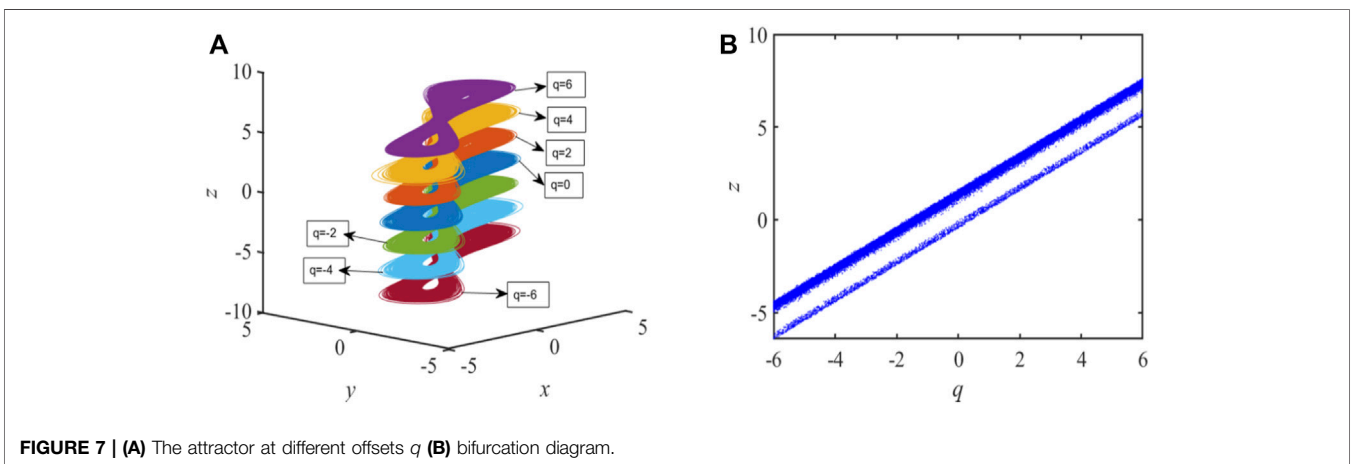 A
B
10
5
0
-5
-10
z
q=6
q=4
q=2
q=0
q=-2
q=-4
q=-6
5
0
-5
y
-5
0
5
x
10
5
0
-5
z
-6
-4
-2
0
2
4
6
q
FIGURE 7 | (A) The attractor at different offsets q (B) bifurcation diagram.